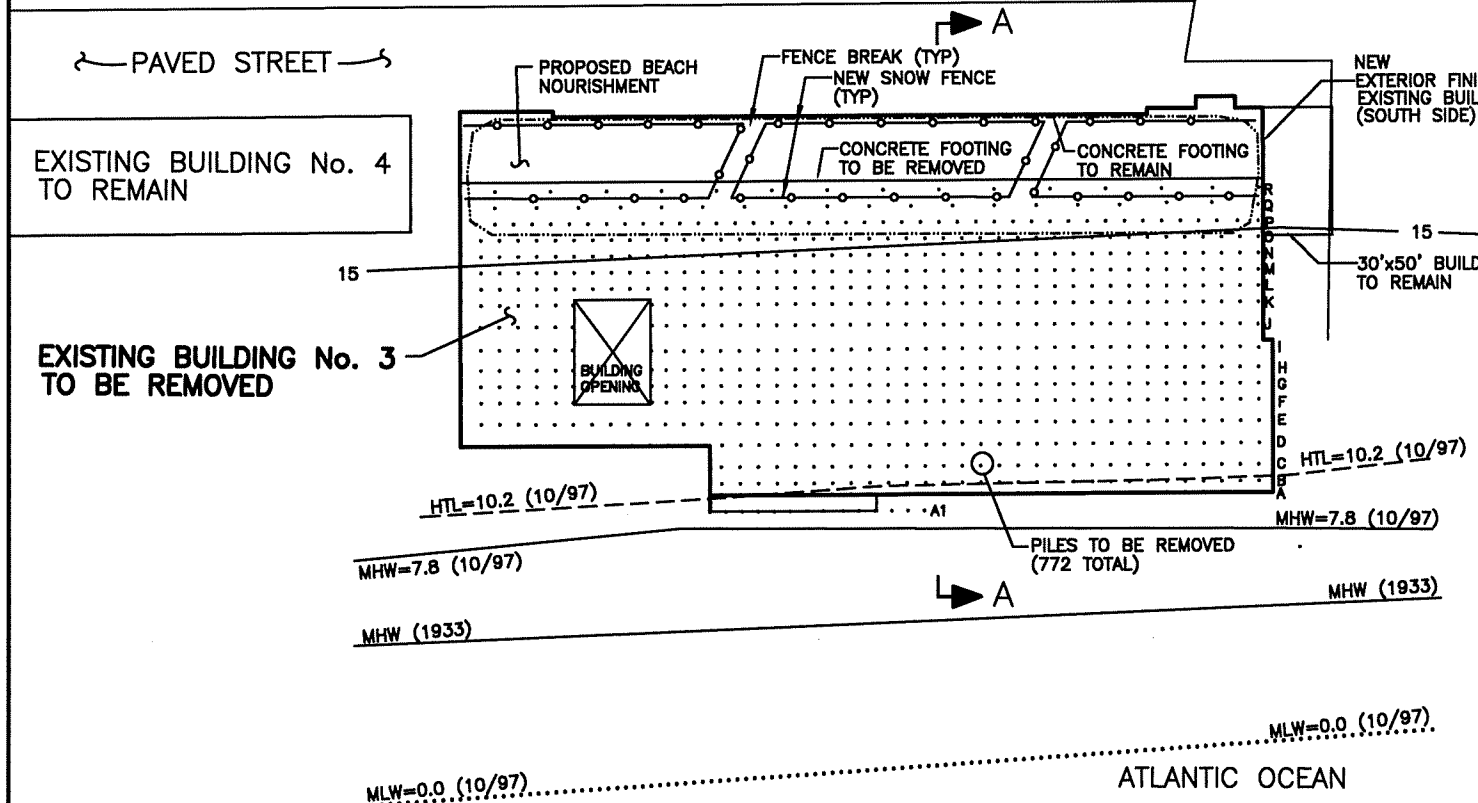 A
PAVED STREET
PROPOSED BEACH
NOURISHMENT
FENCE BREAK (TYP)
NEW SNOW FENCE
(TYP)
NEW
EXTERIOR FINI
EXISTING BUIL
(SOUTH SIDE)
EXISTING BUILDING No. 4
TO REMAIN
CONCRETE FOOTING
TO BE REMOVED
CONCRETE FOOTING
TO REMAIN
R
Q
P
O
N
M
L
K
J
I
H
G
F
E
D
C
B
A
15
15
30'x50' BUILD
TO REMAIN
EXISTING BUILDING No. 3
TO BE REMOVED
BUILDING
OPENING
HTL=10.2 (10/97)
HTL=10.2 (10/97)
A1
MHW=7.8 (10/97)
MHW=7.8 (10/97)
PILES TO BE REMOVED
(772 TOTAL)
A
MHW (1933)
MHW (1933)
MLW=0.0 (10/97)
MLW=0.0 (10/97)
ATLANTIC OCEAN